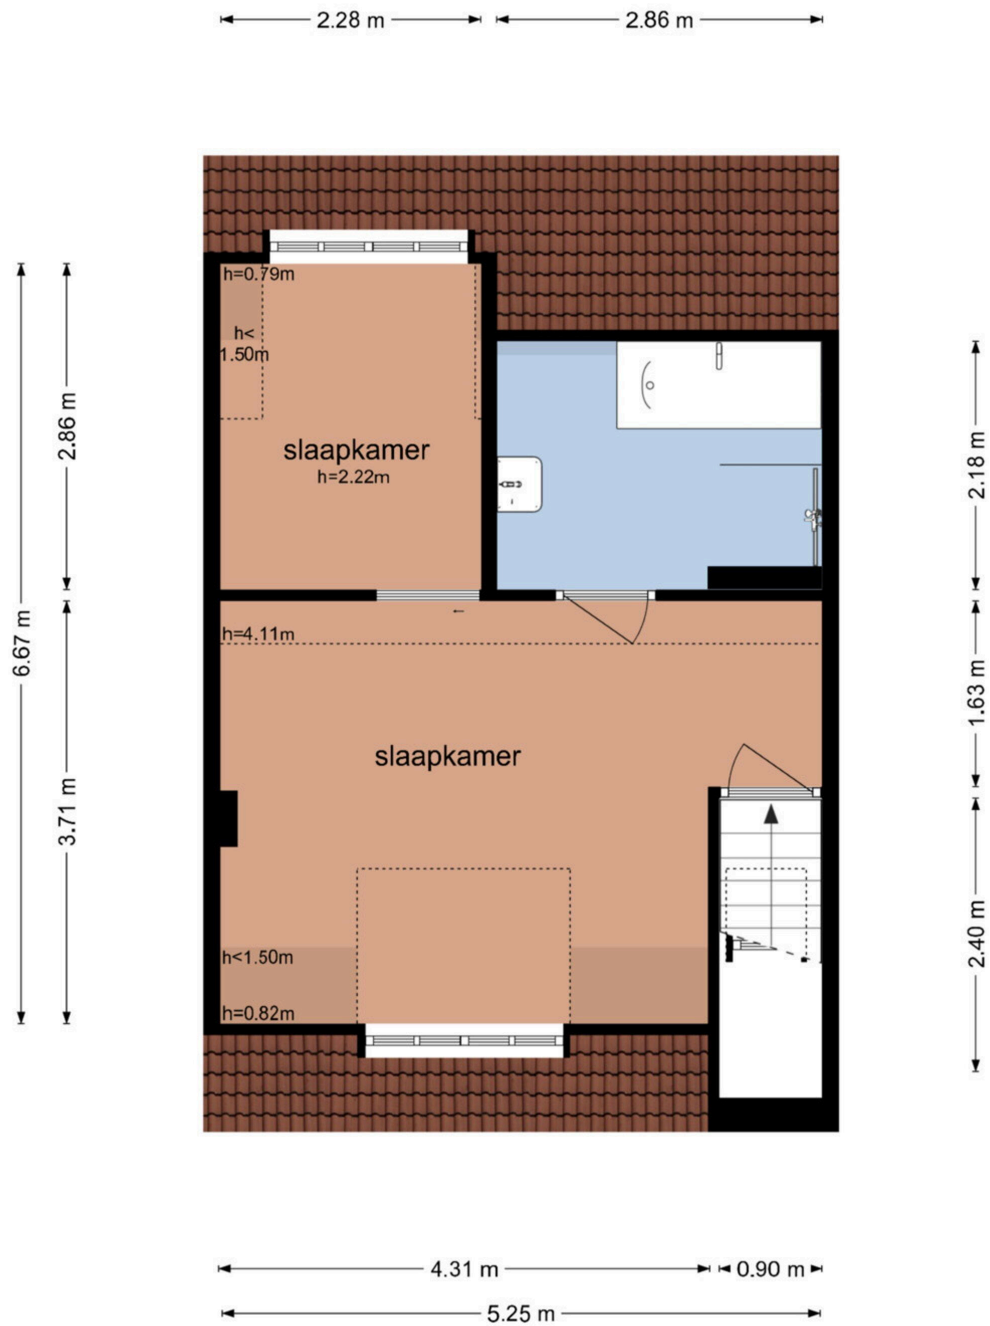 2.28 m
2.86 m
h=0.79m
h<
1.50m
2.86 m
slaapkamer
h=2.22m
2.18 m
6.67 m
h=4.11m
1.63 m
slaapkamer
3.71 m
2.40 m
h<1.50m
h=0.82m
4.31 m
0.90 m
5.25 m